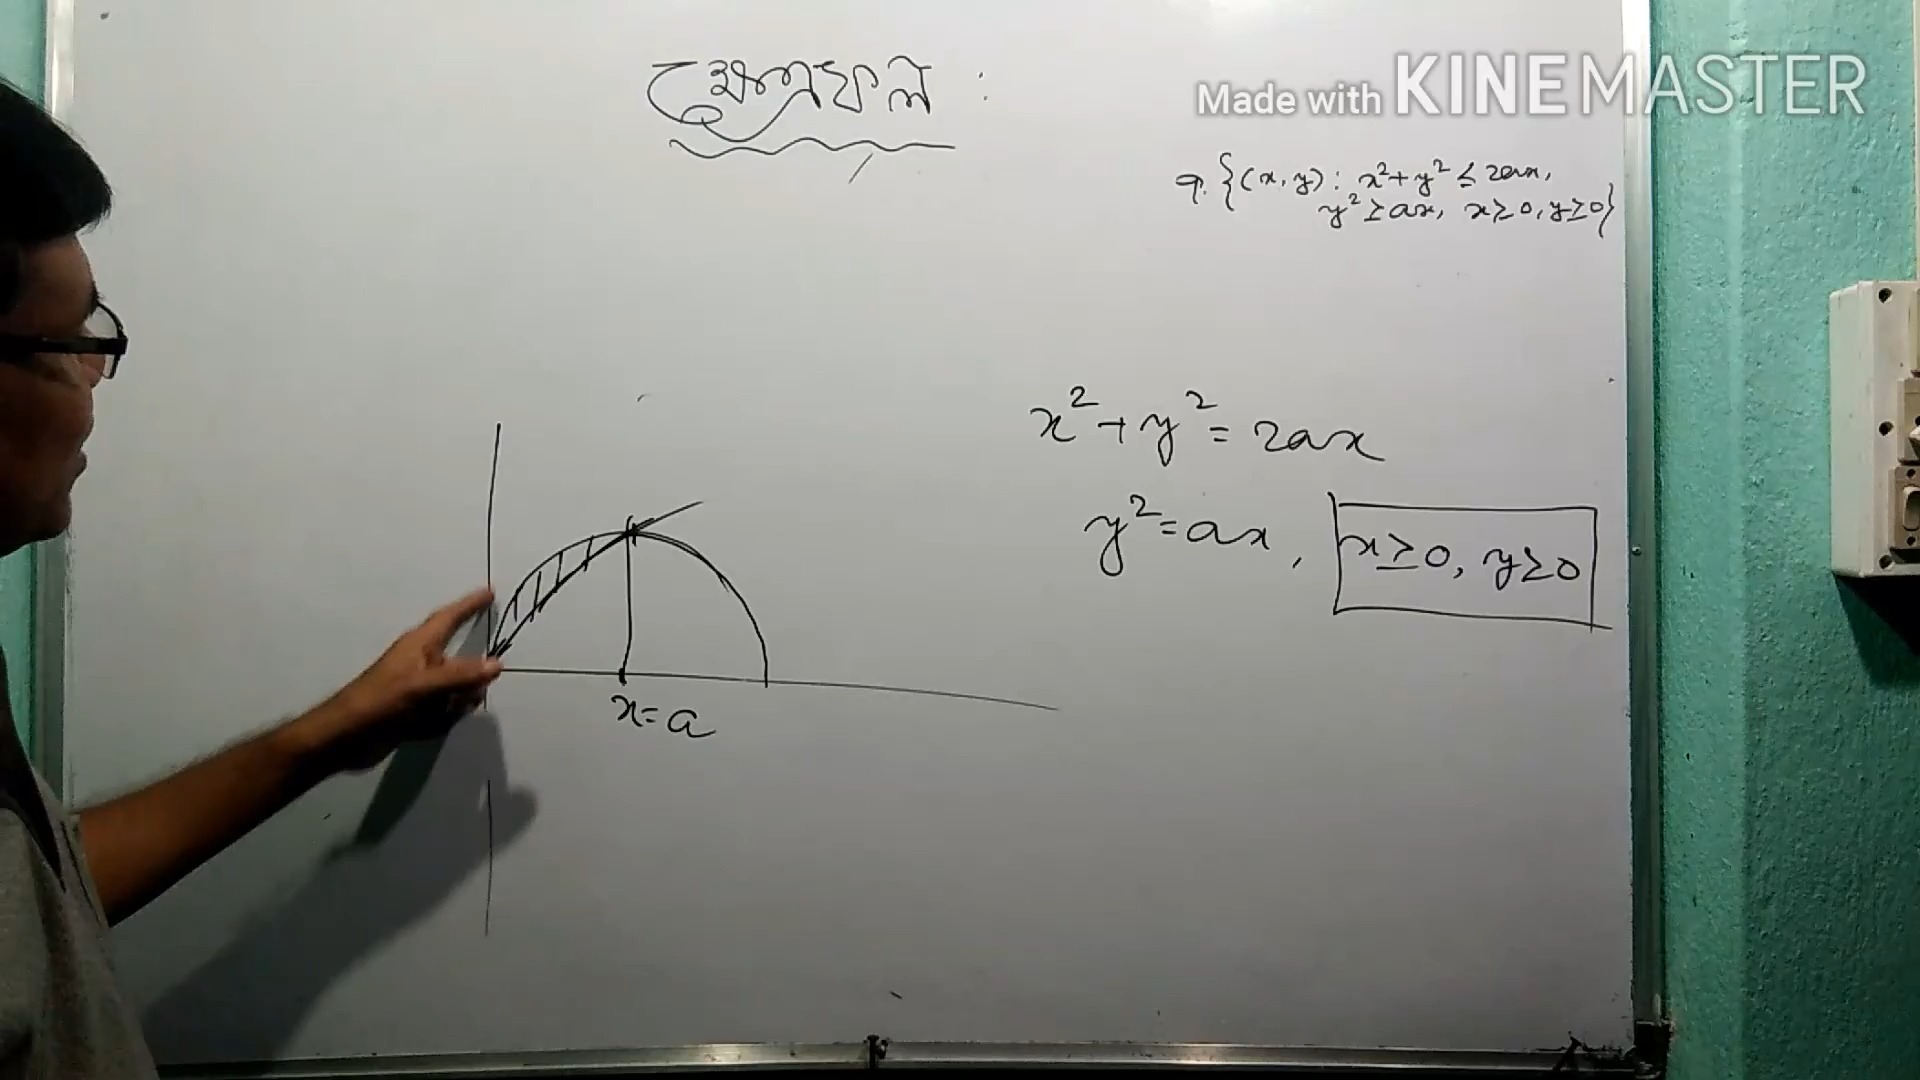 ক্ষেত্রফল :
Made with KINEMASTER
9. {(x, y) : x²+y² ≤ 2ax,
y² ≥ ax, x ≥ 0, y ≥ 0}
x²+y² = 2ax
y² = ax, x ≥ 0, y ≥ 0
x = a